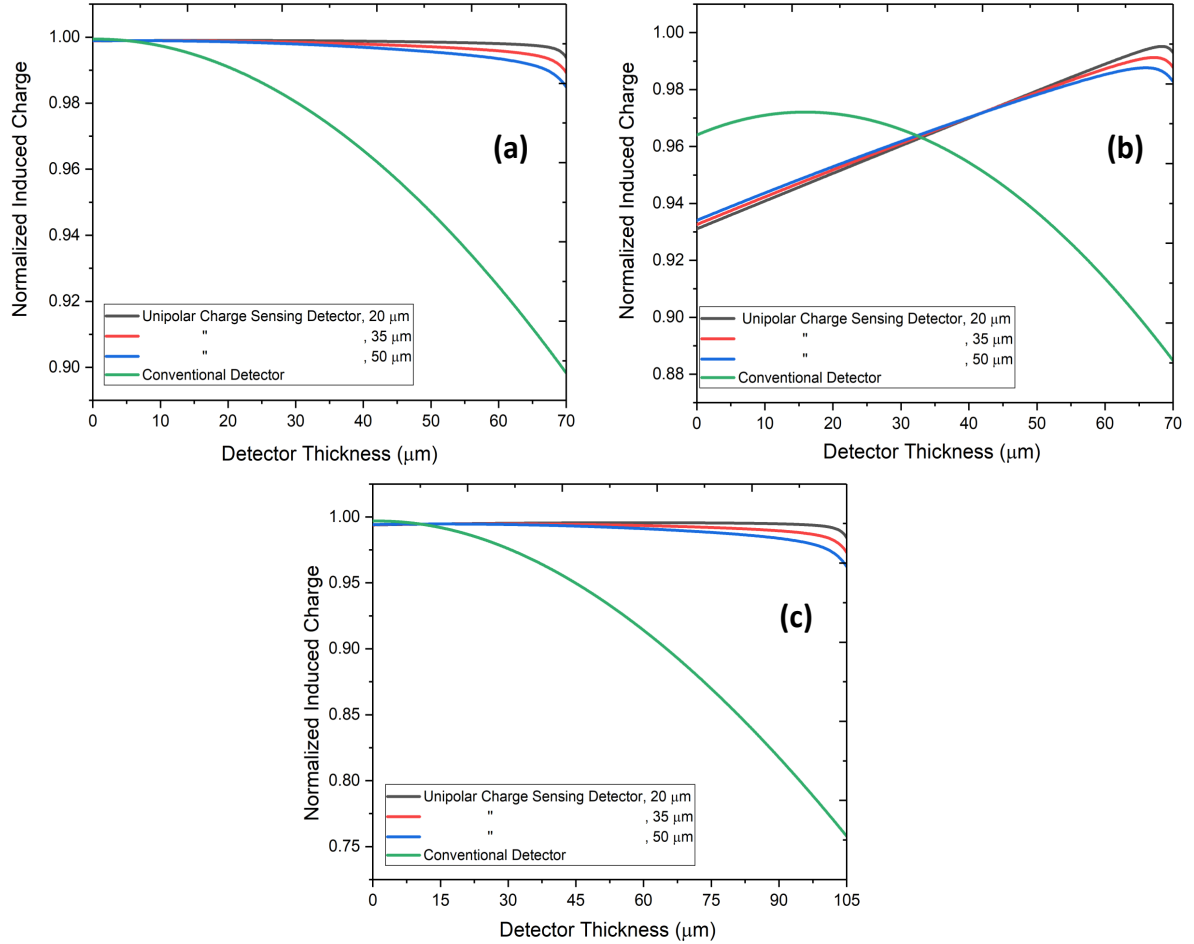 1.00
0.98
0.96
0.94
0.92
0.90
Normalized Induced Charge
(a)
Unipolar Charge Sensing Detector, 20 μm
" , 35 μm
" , 50 μm
Conventional Detector
0 10 20 30 40 50 60 70
Detector Thickness (μm)
1.00
0.98
0.96
0.94
0.92
0.90
0.88
Normalized Induced Charge
(b)
Unipolar Charge Sensing Detector, 20 μm
" , 35 μm
" , 50 μm
Conventional Detector
0 10 20 30 40 50 60 70
Detector Thickness (μm)
1.00
0.95
0.90
0.85
0.80
0.75
Normalized Induced Charge
(c)
Unipolar Charge Sensing Detector, 20 μm
" , 35 μm
" , 50 μm
Conventional Detector
0 15 30 45 60 75 90 105
Detector Thickness (μm)